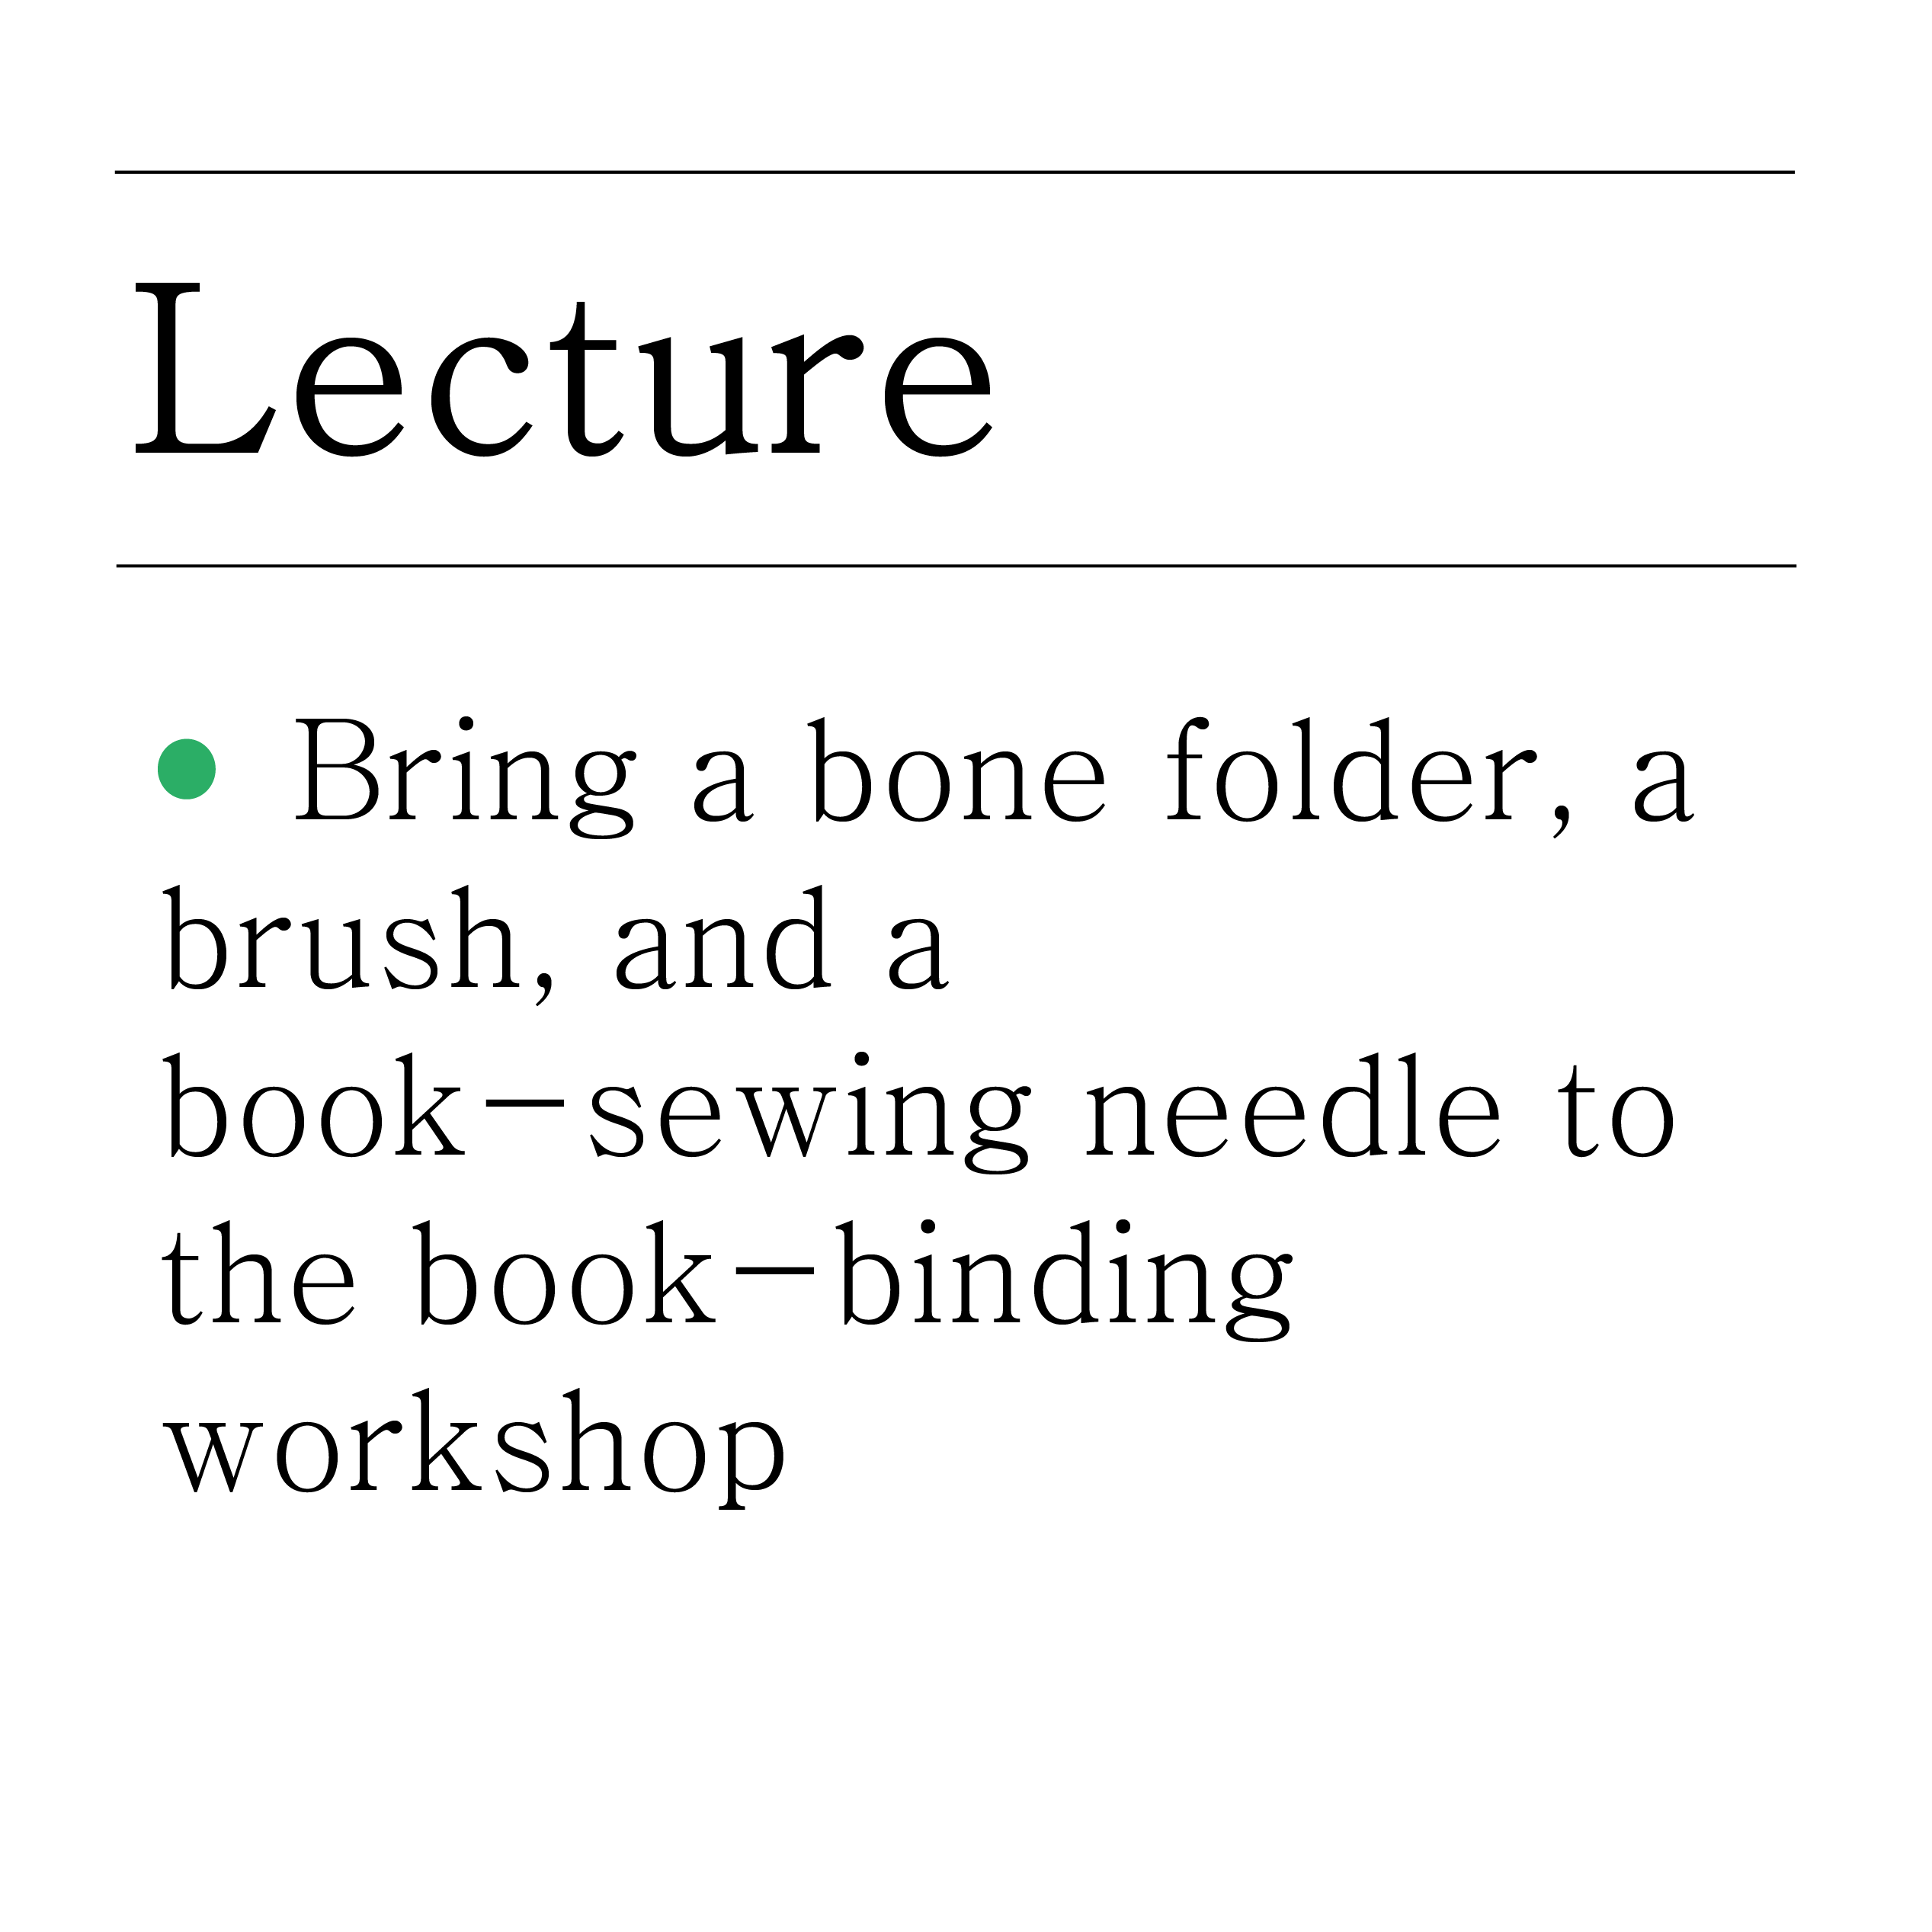 Lecture
Bring a bone folder, a
brush, and a
book-sewing needle to
the book-binding
workshop